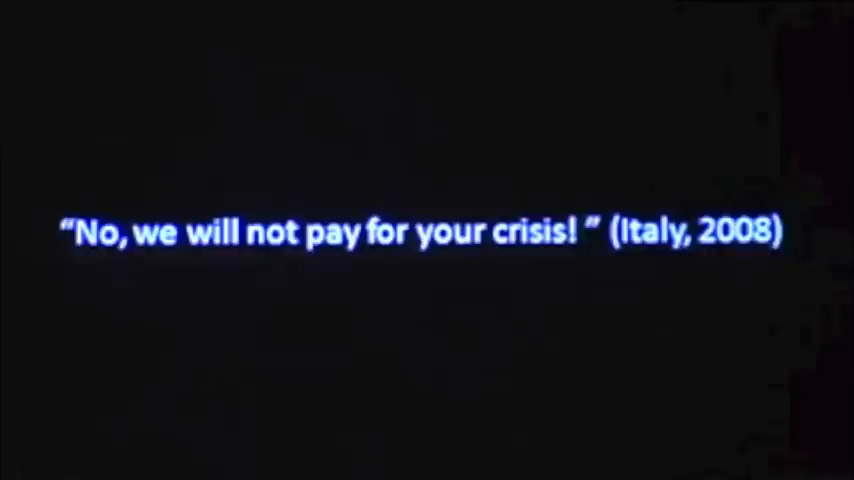 “No, we will not pay for your crisis! ” (Italy, 2008)